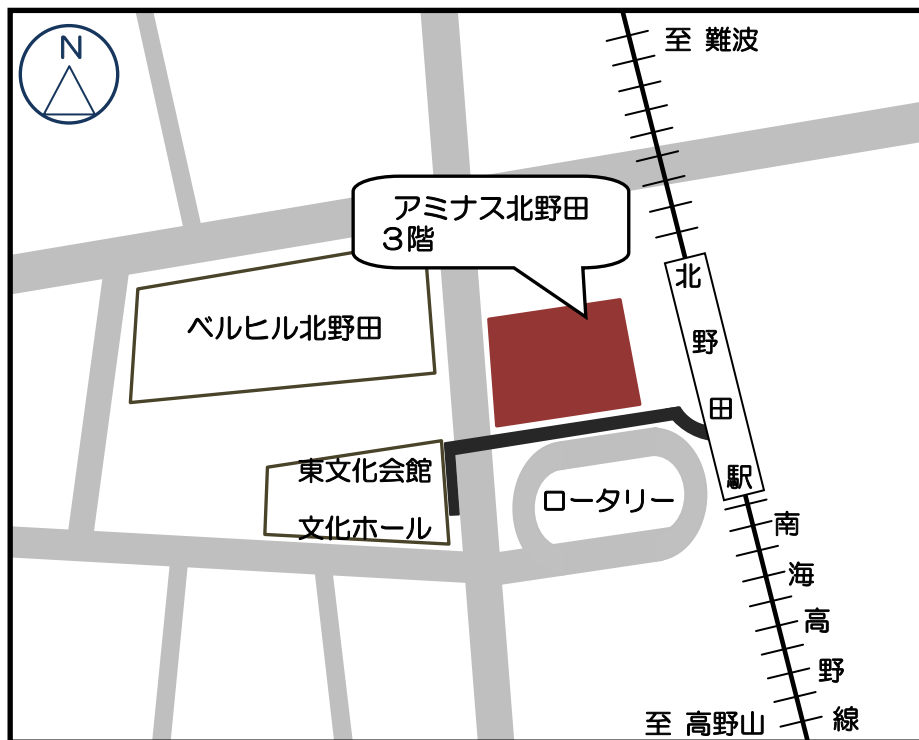 N
至 難波
アミナス北野田
３階
北野田駅
ベルヒル北野田
東文化会館
文化ホール
ロータリー
南海高野線
至 高野山